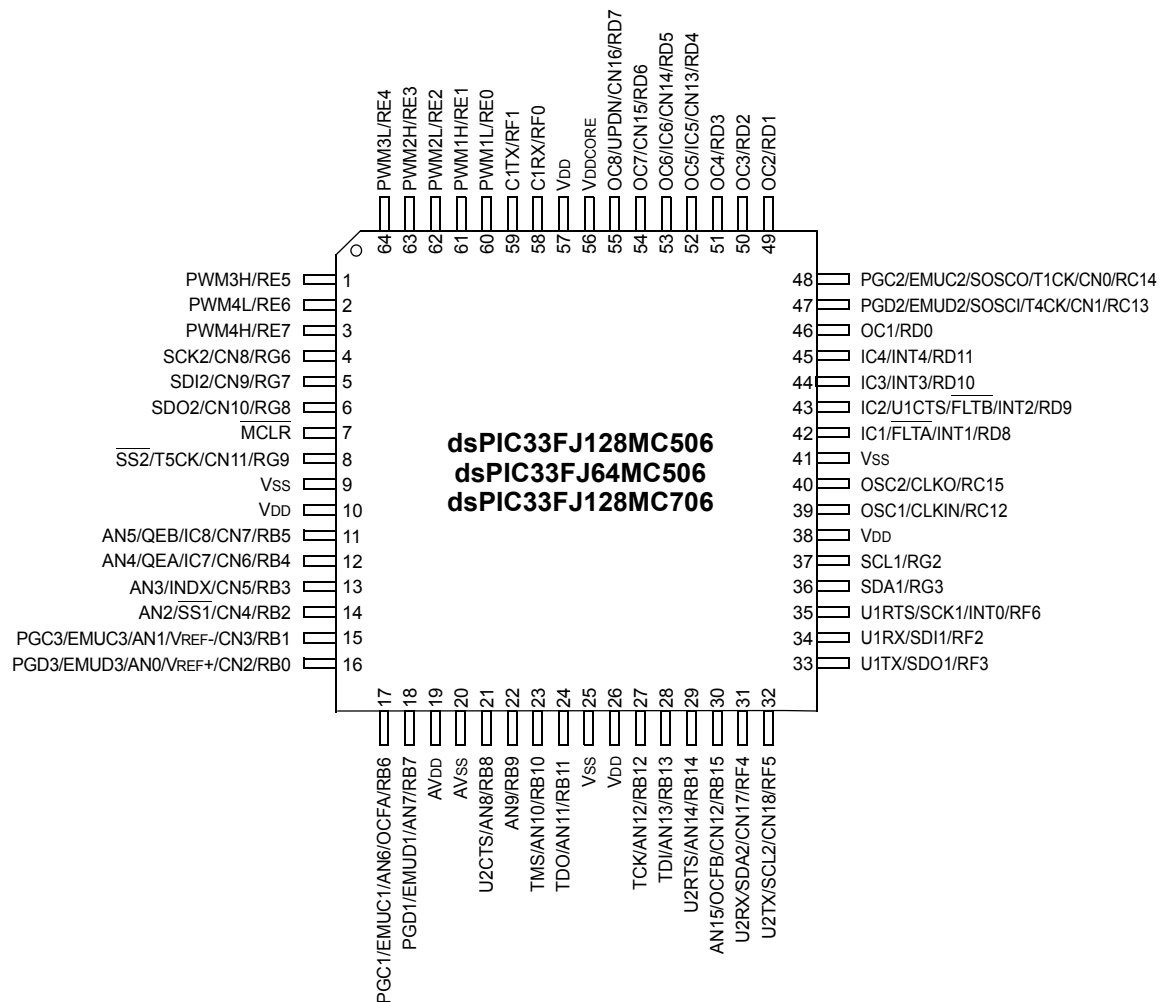 PWM3L/RE4
PWM2H/RE3
PWM2L/RE2
PWM1H/RE1
PWM1L/RE0
C1TX/RF1
C1RX/RF0
VDD
VDDCORE
OC8/UPDN/CN16/RD7
OC7/CN15/RD6
OC6/IC6/CN14/RD5
OC5/IC5/CN13/RD4
OC4/RD3
OC3/RD2
OC2/RD1
64 63 62 61 60 59 58 57 56 55 54 53 52 51 50 49
PWM3H/RE5 1
PWM4L/RE6 2
PWM4H/RE7 3
SCK2/CN8/RG6 4
SDI2/CN9/RG7 5
SDO2/CN10/RG8 6
MCLR 7
SS2/T5CK/CN11/RG9 8
VSS 9
VDD 10
AN5/QEB/IC8/CN7/RB5 11
AN4/QEA/IC7/CN6/RB4 12
AN3/INDX/CN5/RB3 13
AN2/SS1/CN4/RB2 14
PGC3/EMUC3/AN1/VREF-/CN3/RB1 15
PGD3/EMUD3/AN0/VREF+/CN2/RB0 16
dsPIC33FJ128MC506
dsPIC33FJ64MC506
dsPIC33FJ128MC706
48 PGC2/EMUC2/SOSCO/T1CK/CN0/RC14
47 PGD2/EMUD2/SOSCI/T4CK/CN1/RC13
46 OC1/RD0
45 IC4/INT4/RD11
44 IC3/INT3/RD10
43 IC2/U1CTS/FLTB/INT2/RD9
42 IC1/FLTA/INT1/RD8
41 VSS
40 OSC2/CLKO/RC15
39 OSC1/CLKIN/RC12
38 VDD
37 SCL1/RG2
36 SDA1/RG3
35 U1RTS/SCK1/INT0/RF6
34 U1RX/SDI1/RF2
33 U1TX/SDO1/RF3
17 18 19 20 21 22 23 24 25 26 27 28 29 30 31 32
PGC1/EMUC1/AN6/OCFA/RB6
PGD1/EMUD1/AN7/RB7
AVDD
AVSS
U2CTS/AN8/RB8
AN9/RB9
TMS/AN10/RB10
TDO/AN11/RB11
VSS
VDD
TCK/AN12/RB12
TDI/AN13/RB13
U2RTS/AN14/RB14
AN15/OCFB/CN12/RB15
U2RX/SDA2/CN17/RF4
U2TX/SCL2/CN18/RF5